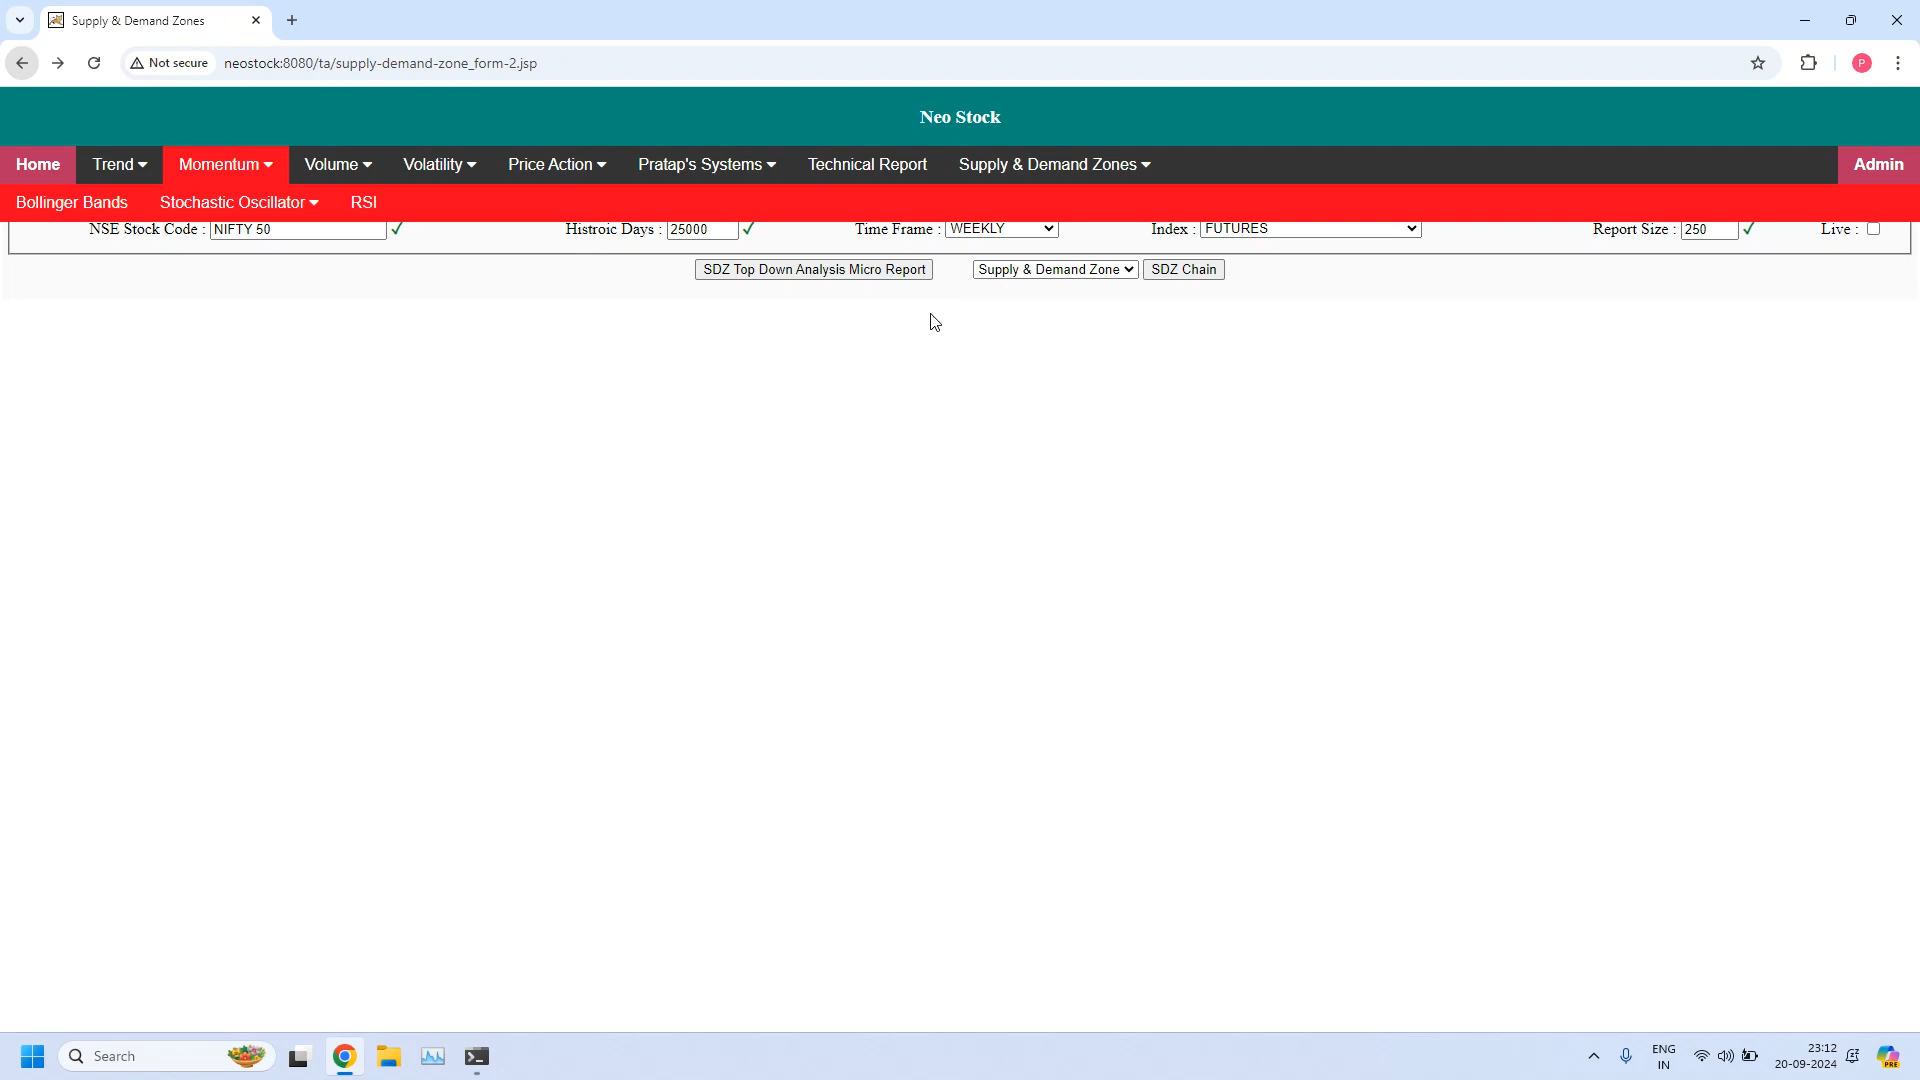 Supply & Demand Zones
Not secure
neostock:8080/ta/supply-demand-zone_form-2.jsp
P
Neo Stock
Home Trend Momentum Volume Volatility Price Action Pratap's Systems Technical Report Supply & Demand Zones Admin
Bollinger Bands Stochastic Oscillator RSI
NSE Stock Code : NIFTY 50 ✓ Histroic Days : 25000 ✓ Time Frame : WEEKLY Index : FUTURES Report Size : 250 ✓ Live :
SDZ Top Down Analysis Micro Report Supply & Demand Zone SDZ Chain
Search
ENG
IN
23:12
20-09-2024
PRE